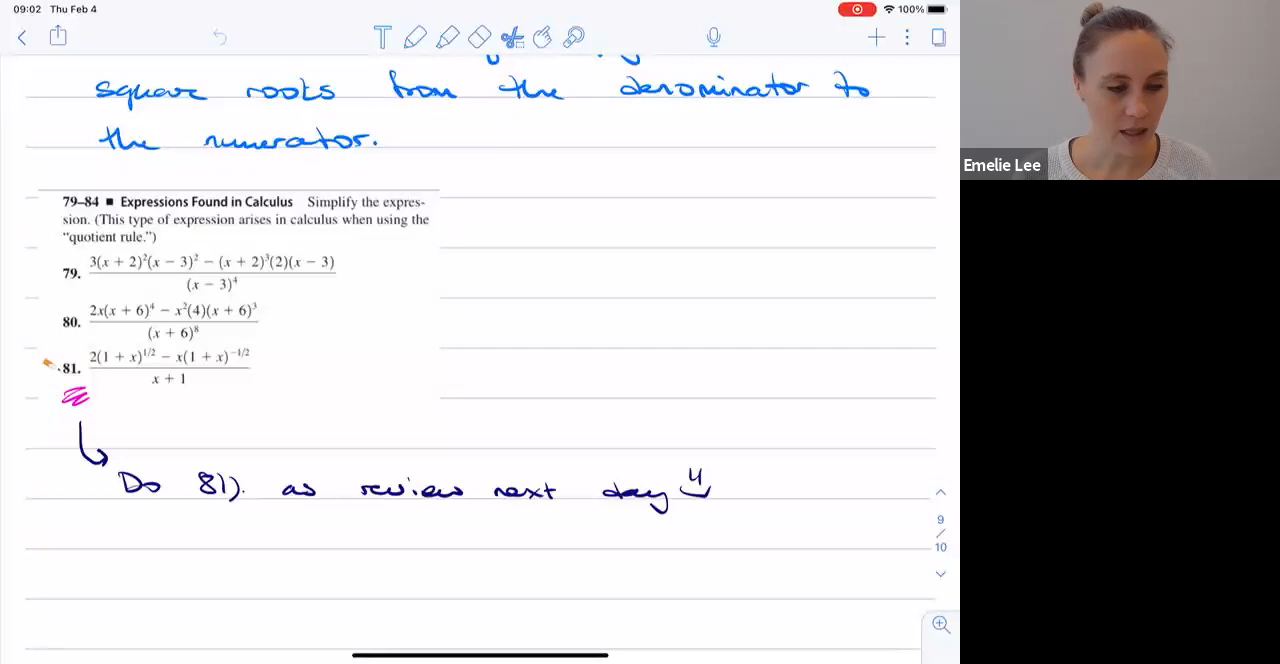 09:02 Thu Feb 4
100%
square roots from the denominator to
the numerator.
79–84 ■ Expressions Found in Calculus Simplify the expres-
sion. (This type of expression arises in calculus when using the
“quotient rule.”)
79. 3(x + 2)²(x − 3)² − (x + 2)³(2)(x − 3)
(x − 3)⁴
80. 2x(x + 6)⁴ − x²(4)(x + 6)³
(x + 6)⁸
81. 2(1 + x)^1/2 − x(1 + x)^−1/2
x + 1
Do 81). as review next day
9
/
10
Emelie Lee